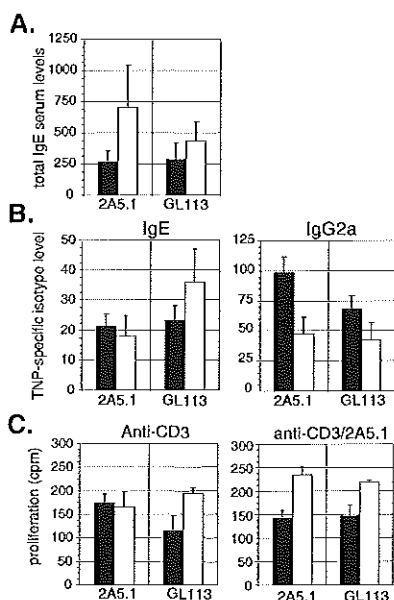 A.
total IgE serum levels
1250
1000
750
500
250
0
2A5.1
GL113
B.
IgE
IgG2a
TNP-specific isotype level
50
40
30
20
10
0
125
100
75
50
25
0
2A5.1
GL113
2A5.1
GL113
C.
Anti-CD3
anti-CD3/2A5.1
proliferation (cpm)
300
250
200
150
100
50
0
300
250
200
150
100
50
0
2A5.1
GL113
2A5.1
GL113